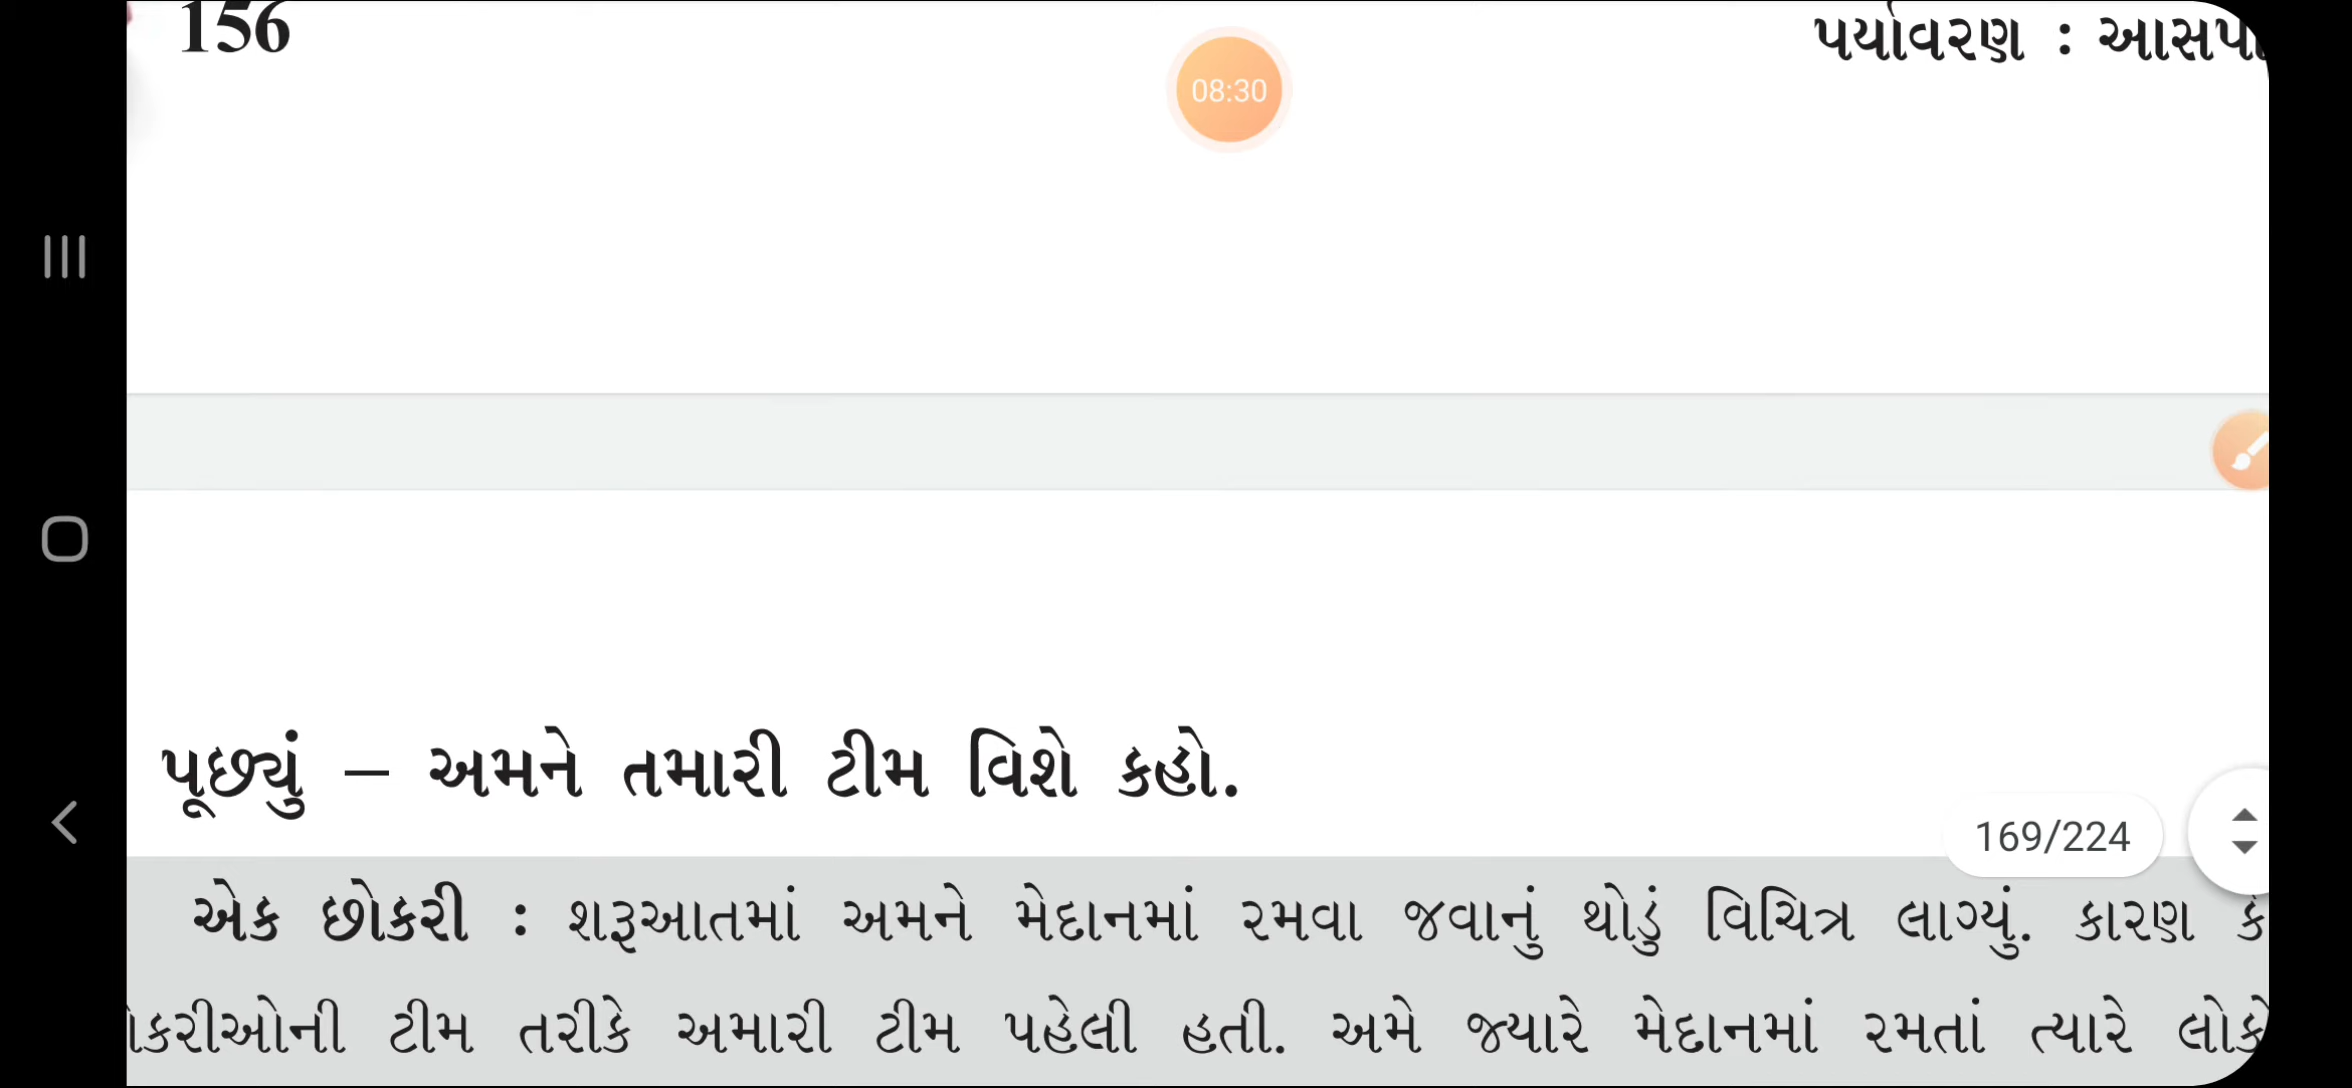 156
પર્યાવરણ : આસપા
08:30
પૂછ્યું – અમને તમારી ટીમ વિશે કહો.
169/224
એક છોકરી : શરૂઆતમાં અમને મેદાનમાં રમવા જવાનું થોડું વિચિત્ર લાગ્યું. કારણ કે
ોકરીઓની ટીમ તરીકે અમારી ટીમ પહેલી હતી. અમે જ્યારે મેદાનમાં રમતાં ત્યારે લોકો